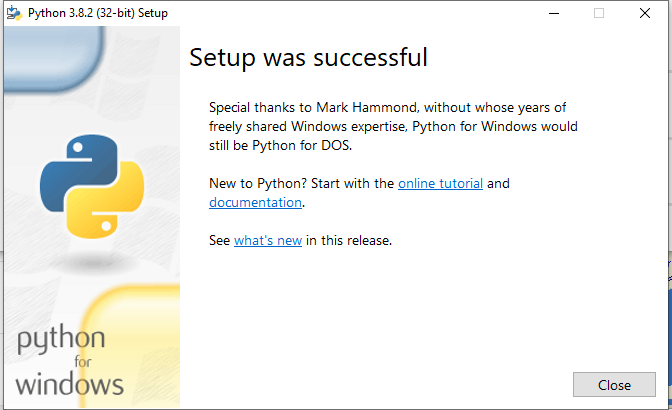 Python 3.8.2 (32-bit) Setup
Setup was successful
Special thanks to Mark Hammond, without whose years of
freely shared Windows expertise, Python for Windows would
still be Python for DOS.
New to Python? Start with the online tutorial and
documentation.
See what's new in this release.
python
for
windows
Close